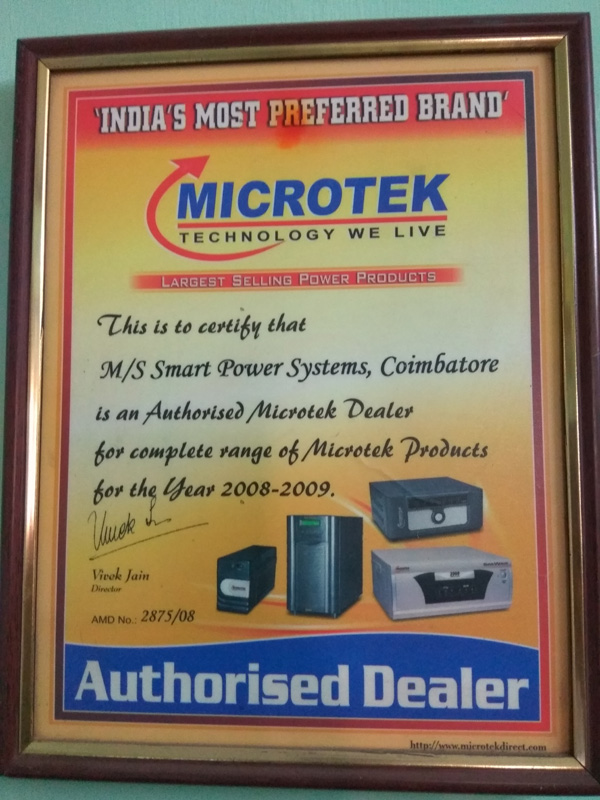 'INDIA'S MOST PREFERRED BRAND'
MICROTEK
TECHNOLOGY WE LIVE
LARGEST SELLING POWER PRODUCTS
This is to certify that
M/S Smart Power Systems, Coimbatore
is an Authorised Microtek Dealer
for complete range of Microtek Products
for the Year 2008-2009.
Vivek Jain
Director
AMD No.: 2875/08
Authorised Dealer
http://www.microtekdirect.com